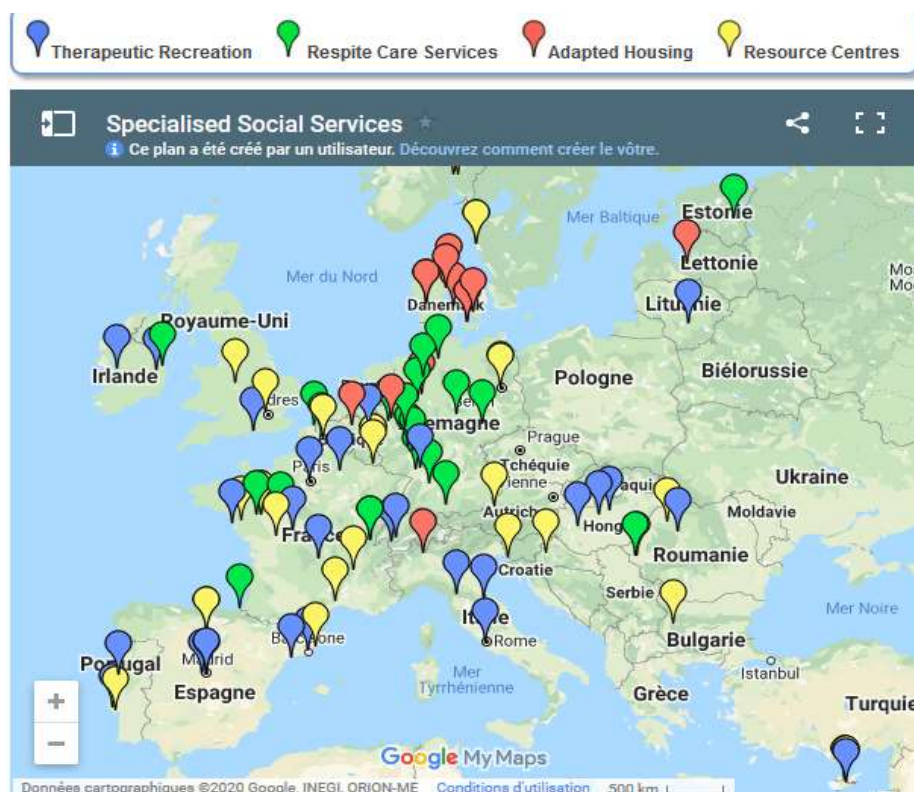 Therapeutic Recreation
Respite Care Services
Adapted Housing
Resource Centres
Specialised Social Services
Ce plan a été créé par un utilisateur. Découvrez comment créer le vôtre.
Estonie
Mer Baltique
Lettonie
Mer du Nord
Lituanie
Danemark
Royaume-Uni
Irlande
Biélorussie
Pologne
Prague
Tchéquie
Ukraine
Paris
Moldavie
France
Roumanie
Croatie
Serbie
Mer Noire
Rome
Bulgarie
Portugal
Madrid
Istanbul
Espagne
Mer
Tyrrhénienne
Grèce
Turquie
+
−
Google My Maps
Données cartographiques ©2020 Google, INEGI, ORION-ME
Conditions d'utilisation
500 km